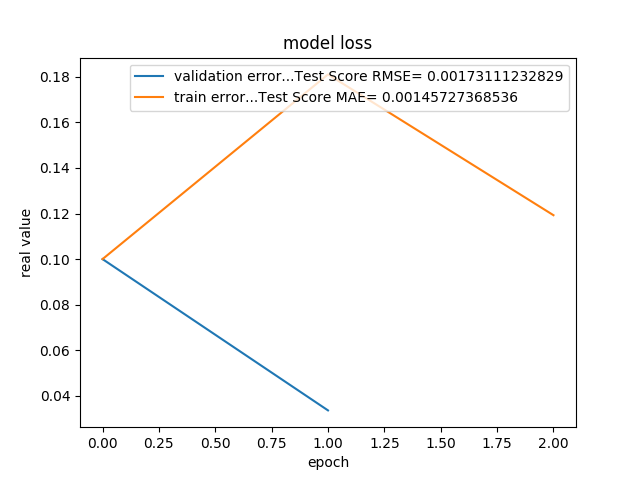 model loss
validation error...Test Score RMSE= 0.00173111232829
train error...Test Score MAE= 0.00145727368536
real value
0.18
0.16
0.14
0.12
0.10
0.08
0.06
0.04
0.00 0.25 0.50 0.75 1.00 1.25 1.50 1.75 2.00
epoch